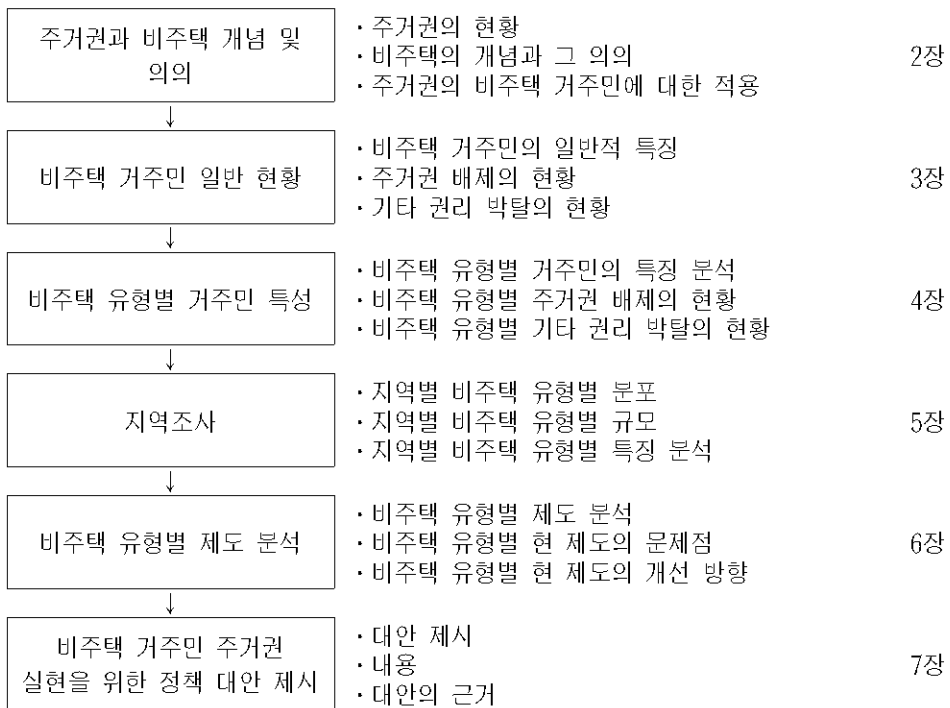 주거권과 비주택 개념 및
의의
· 주거권의 현황
· 비주택의 개념과 그 의의
· 주거권의 비주택 거주민에 대한 적용
2장
↓
비주택 거주민 일반 현황
· 비주택 거주민의 일반적 특징
· 주거권 배제의 현황
· 기타 권리 박탈의 현황
3장
↓
비주택 유형별 거주민 특성
· 비주택 유형별 거주민의 특징 분석
· 비주택 유형별 주거권 배제의 현황
· 비주택 유형별 기타 권리 박탈의 현황
4장
↓
지역조사
· 지역별 비주택 유형별 분포
· 지역별 비주택 유형별 규모
· 지역별 비주택 유형별 특징 분석
5장
↓
비주택 유형별 제도 분석
· 비주택 유형별 제도 분석
· 비주택 유형별 현 제도의 문제점
· 비주택 유형별 현 제도의 개선 방향
6장
↓
비주택 거주민 주거권
실현을 위한 정책 대안 제시
· 대안 제시
· 내용
· 대안의 근거
7장